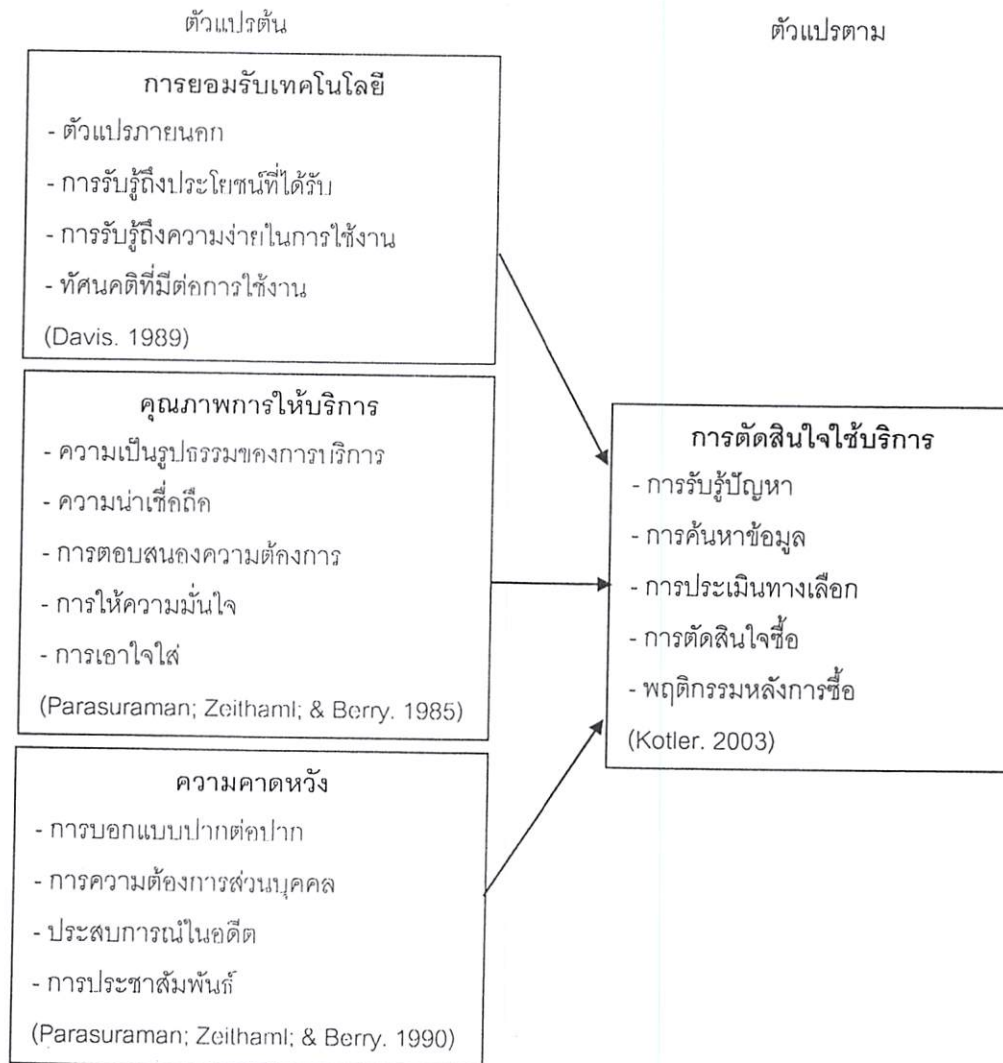 ตัวแปรต้น
ตัวแปรตาม
การยอมรับเทคโนโลยี
- ตัวแปรภายนอก
- การรับรู้ถึงประโยชน์ที่ได้รับ
- การรับรู้ถึงความง่ายในการใช้งาน
- ทัศนคติที่มีต่อการใช้งาน
(Davis. 1989)
คุณภาพการให้บริการ
- ความเป็นรูปธรรมของการบริการ
- ความน่าเชื่อถือ
- การตอบสนองความต้องการ
- การให้ความมั่นใจ
- การเอาใจใส่
(Parasuraman; Zeithaml; & Berry. 1985)
ความคาดหวัง
- การบอกแบบปากต่อปาก
- การความต้องการส่วนบุคคล
- ประสบการณ์ในอดีต
- การประชาสัมพันธ์
(Parasuraman; Zeithaml; & Berry. 1990)
การตัดสินใจใช้บริการ
- การรับรู้ปัญหา
- การค้นหาข้อมูล
- การประเมินทางเลือก
- การตัดสินใจซื้อ
- พฤติกรรมหลังการซื้อ
(Kotler. 2003)